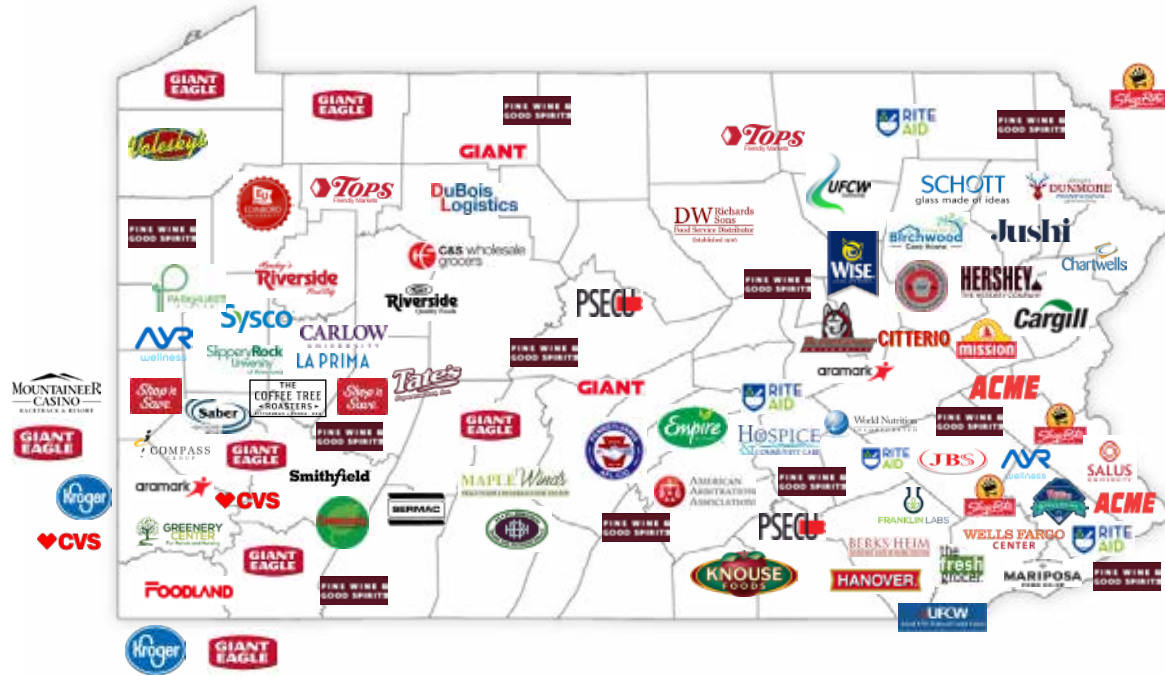 GIANT
EAGLE
GIANT
EAGLE
FINE WINE &
GOOD SPIRITS
RITE
AID
FINE WINE &
GOOD SPIRITS
ShopRite
Valesky's
GIANT
TOPS
Friendly Markets
EU
EDINBORO
TOPS
Friendly Markets
DuBois
Logistics
UFCW
SCHOTT
glass made of ideas
DUNMORE
FINE WINE &
GOOD SPIRITS
DW Richards
Sons
Food Service Distributor
Birchwood
Jushi
C&S wholesale
grocers
WISE
Chartwells
Riverside
FINE WINE &
GOOD SPIRITS
HERSHEY
THE HERSHEY COMPANY
Riverside
Quality Foods
PSECU
Sysco
CARLOW
UNIVERSITY
Cargill
AYR
wellness
SlipperyRock
University
LA PRIMA
FINE WINE &
GOOD SPIRITS
CITTERIO
mission
aramark
MOUNTAINEER
CASINO
RACETRACK & RESORT
Shop 'n
Save
THE
COFFEE TREE
ROASTERS
Shop 'n
Save
Tate's
GIANT
RITE
AID
ACME
Saber
GIANT
EAGLE
Empire
World Nutrition
FINE WINE &
GOOD SPIRITS
ShopRite
GIANT
EAGLE
COMPASS
GROUP
GIANT
EAGLE
FINE WINE &
GOOD SPIRITS
HOSPICE
COMMUNITY CARE
RITE
AID
JBS
AYR
wellness
SALUS
UNIVERSITY
Kroger
aramark
CVS
Smithfield
MAPLE Winds
AMERICAN
ARBITRATION
ASSOCIATION
FINE WINE &
GOOD SPIRITS
ShopRite
ACME
CVS
GREENERY
CENTER
BERMAC
FINE WINE &
GOOD SPIRITS
PSECU
FRANKLIN LABS
WELLS FARGO
CENTER
RITE
AID
GIANT
EAGLE
BERKS HEIM
the
fresh
grocer
FOODLAND
FINE WINE &
GOOD SPIRITS
KNOUSE
FOODS
HANOVER
MARIPOSA
FINE WINE &
GOOD SPIRITS
UFCW
Kroger
GIANT
EAGLE